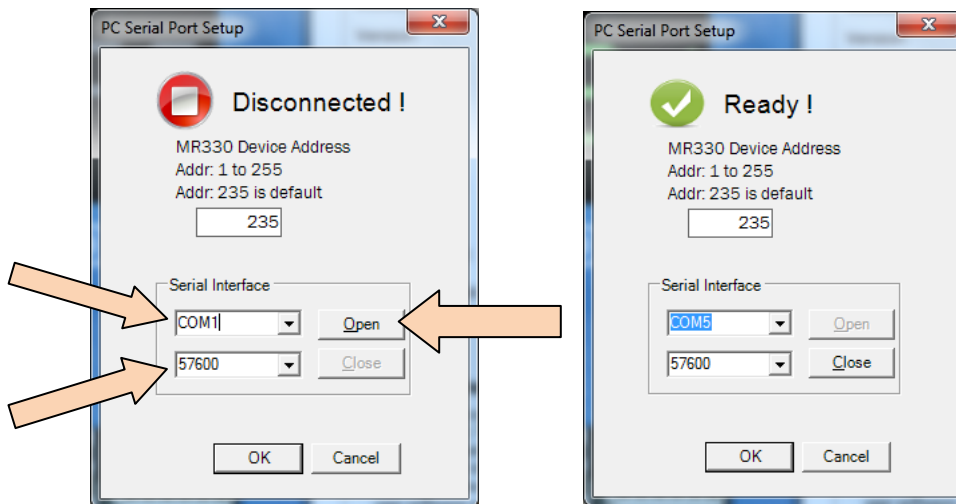 PC Serial Port Setup
Disconnected !
MR330 Device Address
Addr: 1 to 255
Addr: 235 is default
235
Serial Interface
COM1
Open
57600
Close
OK
Cancel
PC Serial Port Setup
Ready !
MR330 Device Address
Addr: 1 to 255
Addr: 235 is default
235
Serial Interface
COM5
Open
57600
Close
OK
Cancel